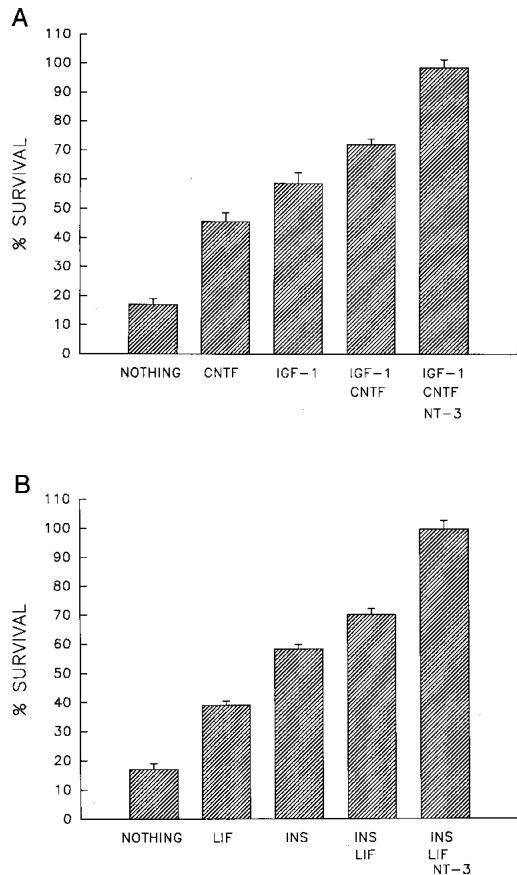 A
110
100
90
80
70
60
50
40
30
20
10
0
% SURVIVAL
NOTHING CNTF IGF-1 IGF-1 IGF-1
CNTF CNTF
NT-3
B
110
100
90
80
70
60
50
40
30
20
10
0
% SURVIVAL
NOTHING LIF INS INS INS
LIF LIF
NT-3